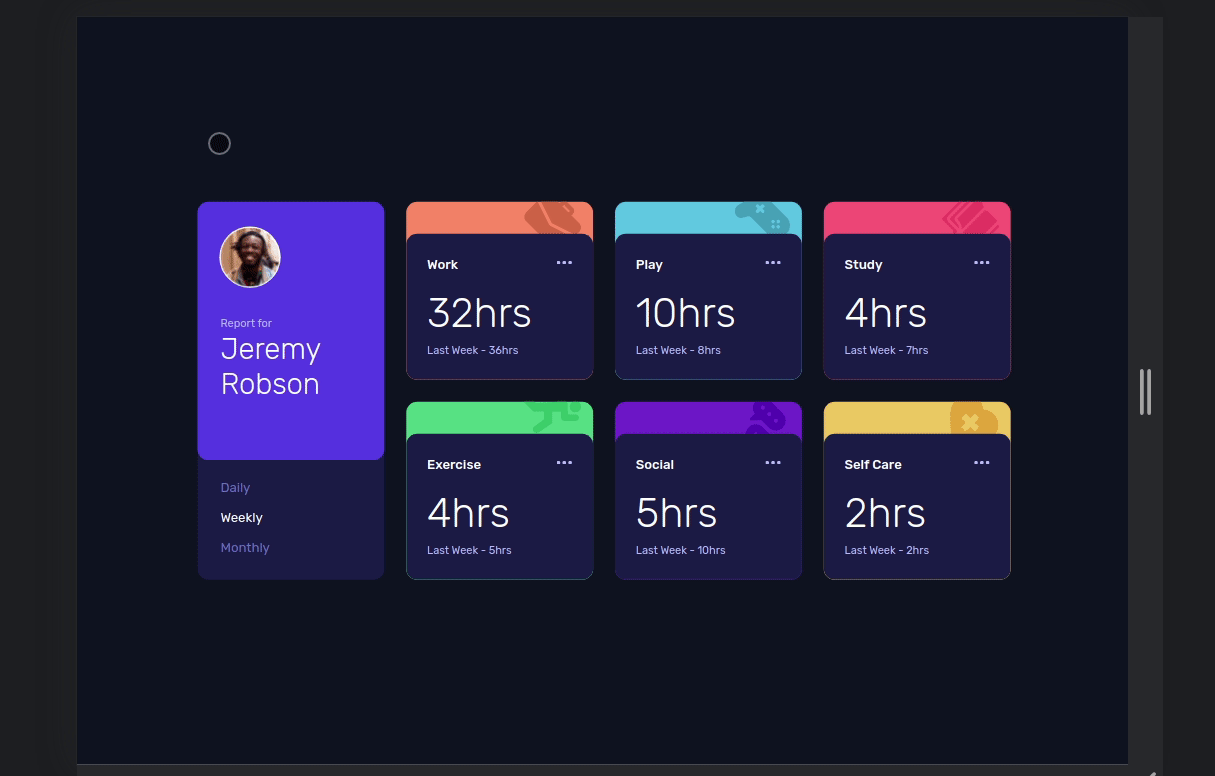 Report for
Jeremy
Robson
Daily
Weekly
Monthly
Work
32hrs
Last Week - 36hrs
Play
10hrs
Last Week - 8hrs
Study
4hrs
Last Week - 7hrs
Exercise
4hrs
Last Week - 5hrs
Social
5hrs
Last Week - 10hrs
Self Care
2hrs
Last Week - 2hrs